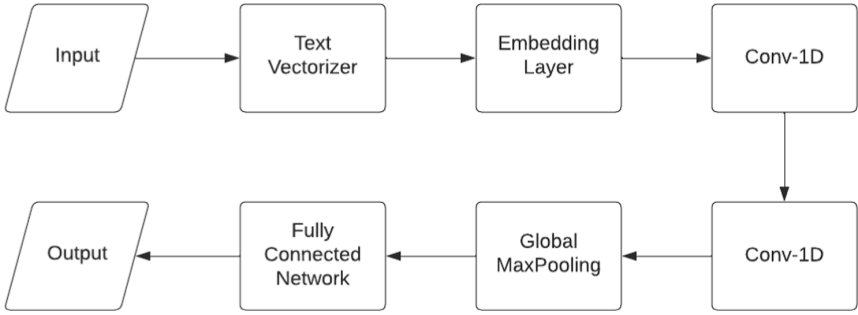 Input
Text
Vectorizer
Embedding
Layer
Conv-1D
Conv-1D
Global
MaxPooling
Fully
Connected
Network
Output